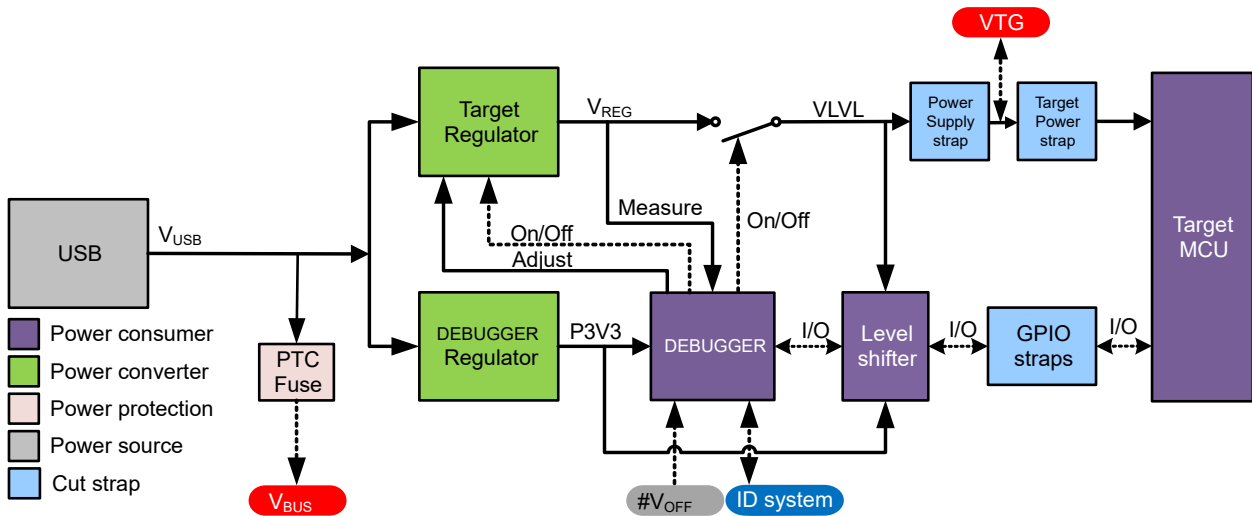 VTG
Target
Regulator
VREG
VLVL
Power
Supply
strap
Target
Power
strap
Measure
On/Off
On/Off
Adjust
USB
VUSB
Target
MCU
DEBUGGER
Regulator
P3V3
DEBUGGER
I/O
Level
shifter
I/O
GPIO
straps
I/O
PTC
Fuse
Power consumer
Power converter
Power protection
Power source
Cut strap
VBUS
#VOFF
ID system